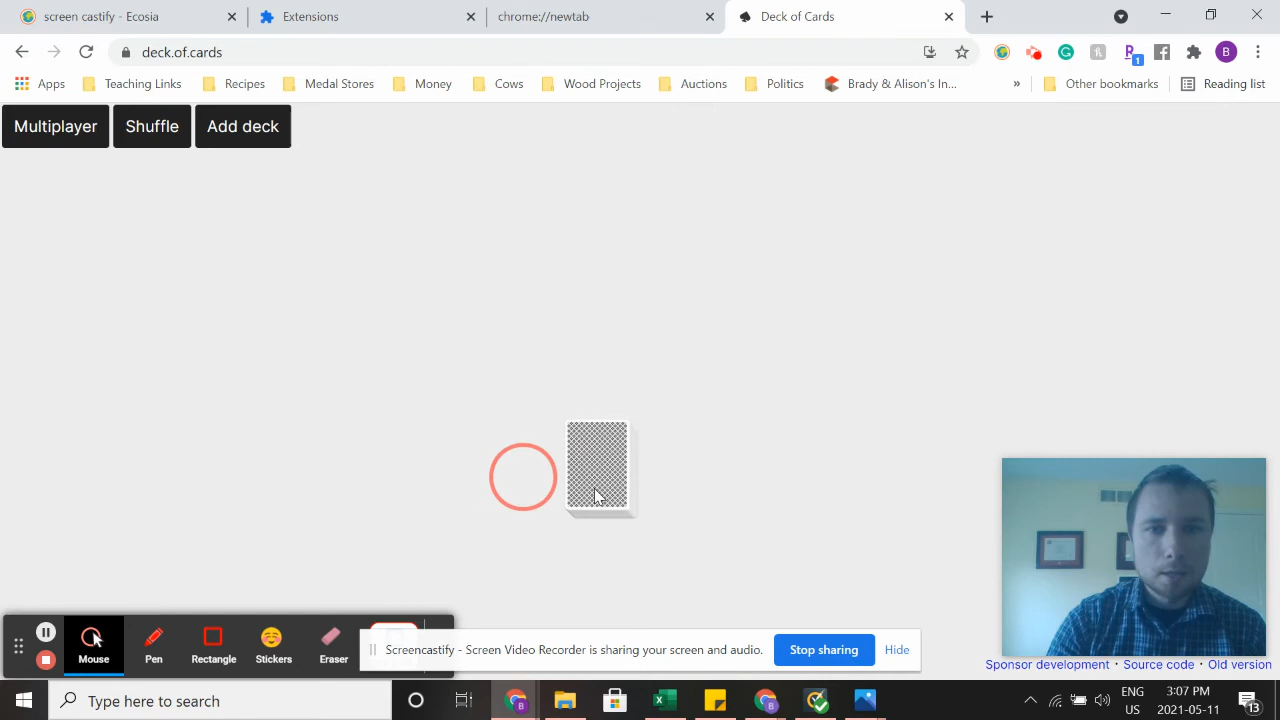 screen castify - Ecosia
Extensions
chrome://newtab
Deck of Cards
deck.of.cards
B
1
Apps
Teaching Links
Recipes
Medal Stores
Money
Cows
Wood Projects
Auctions
Politics
Brady & Alison's In...
»
Other bookmarks
Reading list
Multiplayer
Shuffle
Add deck
Mouse
Pen
Rectangle
Stickers
Eraser
Screencastify - Screen Video Recorder is sharing your screen and audio.
Stop sharing
Hide
Sponsor development · Source code · Old version
Type here to search
ENG
US
3:07 PM
2021-05-11
13